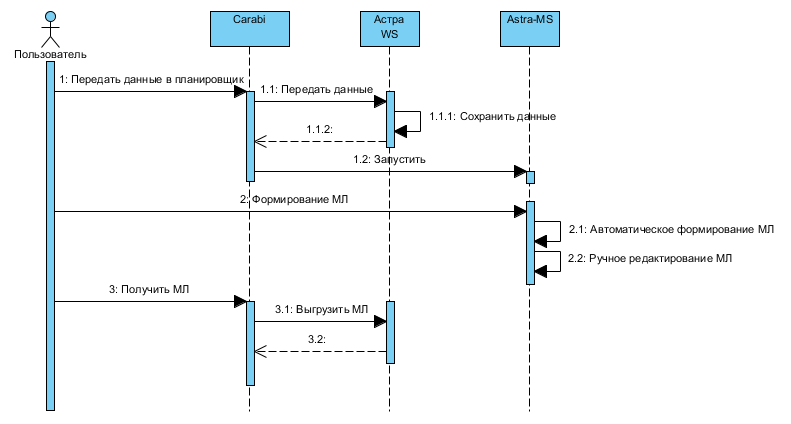 Carabi
Астра
WS
Astra-MS
Пользователь
1: Передать данные в планировщик
1.1: Передать данные
1.1.1: Сохранить данные
1.1.2:
1.2: Запустить
2: Формирование МЛ
2.1: Автоматическое формирование МЛ
2.2: Ручное редактирование МЛ
3: Получить МЛ
3.1: Выгрузить МЛ
3.2: